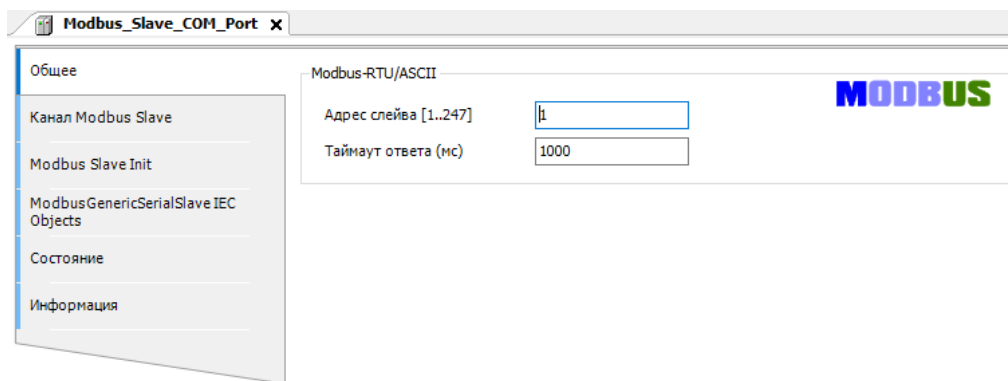 Modbus_Slave_COM_Port
Общее
Modbus-RTU/ASCII
MODBUS
Адрес слейва [1..247]
1
Таймаут ответа (мс)
1000
Канал Modbus Slave
Modbus Slave Init
ModbusGenericSerialSlave IEC
Objects
Состояние
Информация